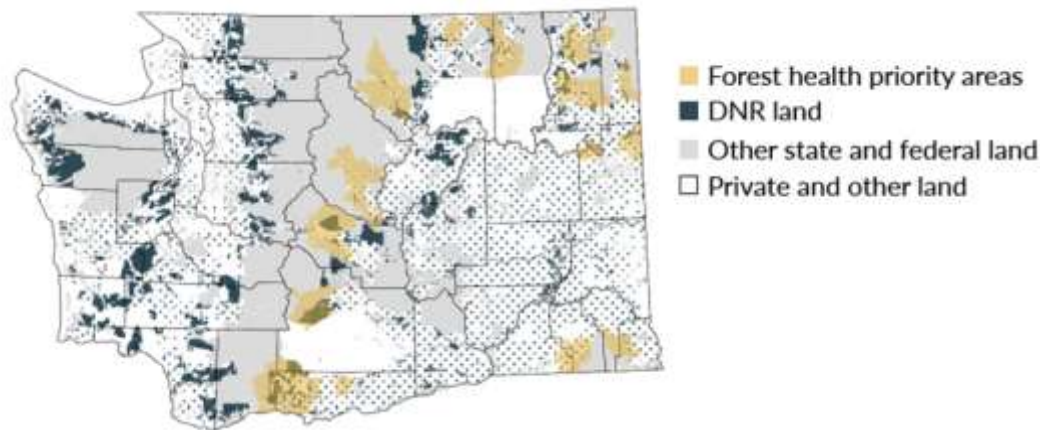 Forest health priority areas
DNR land
Other state and federal land
Private and other land